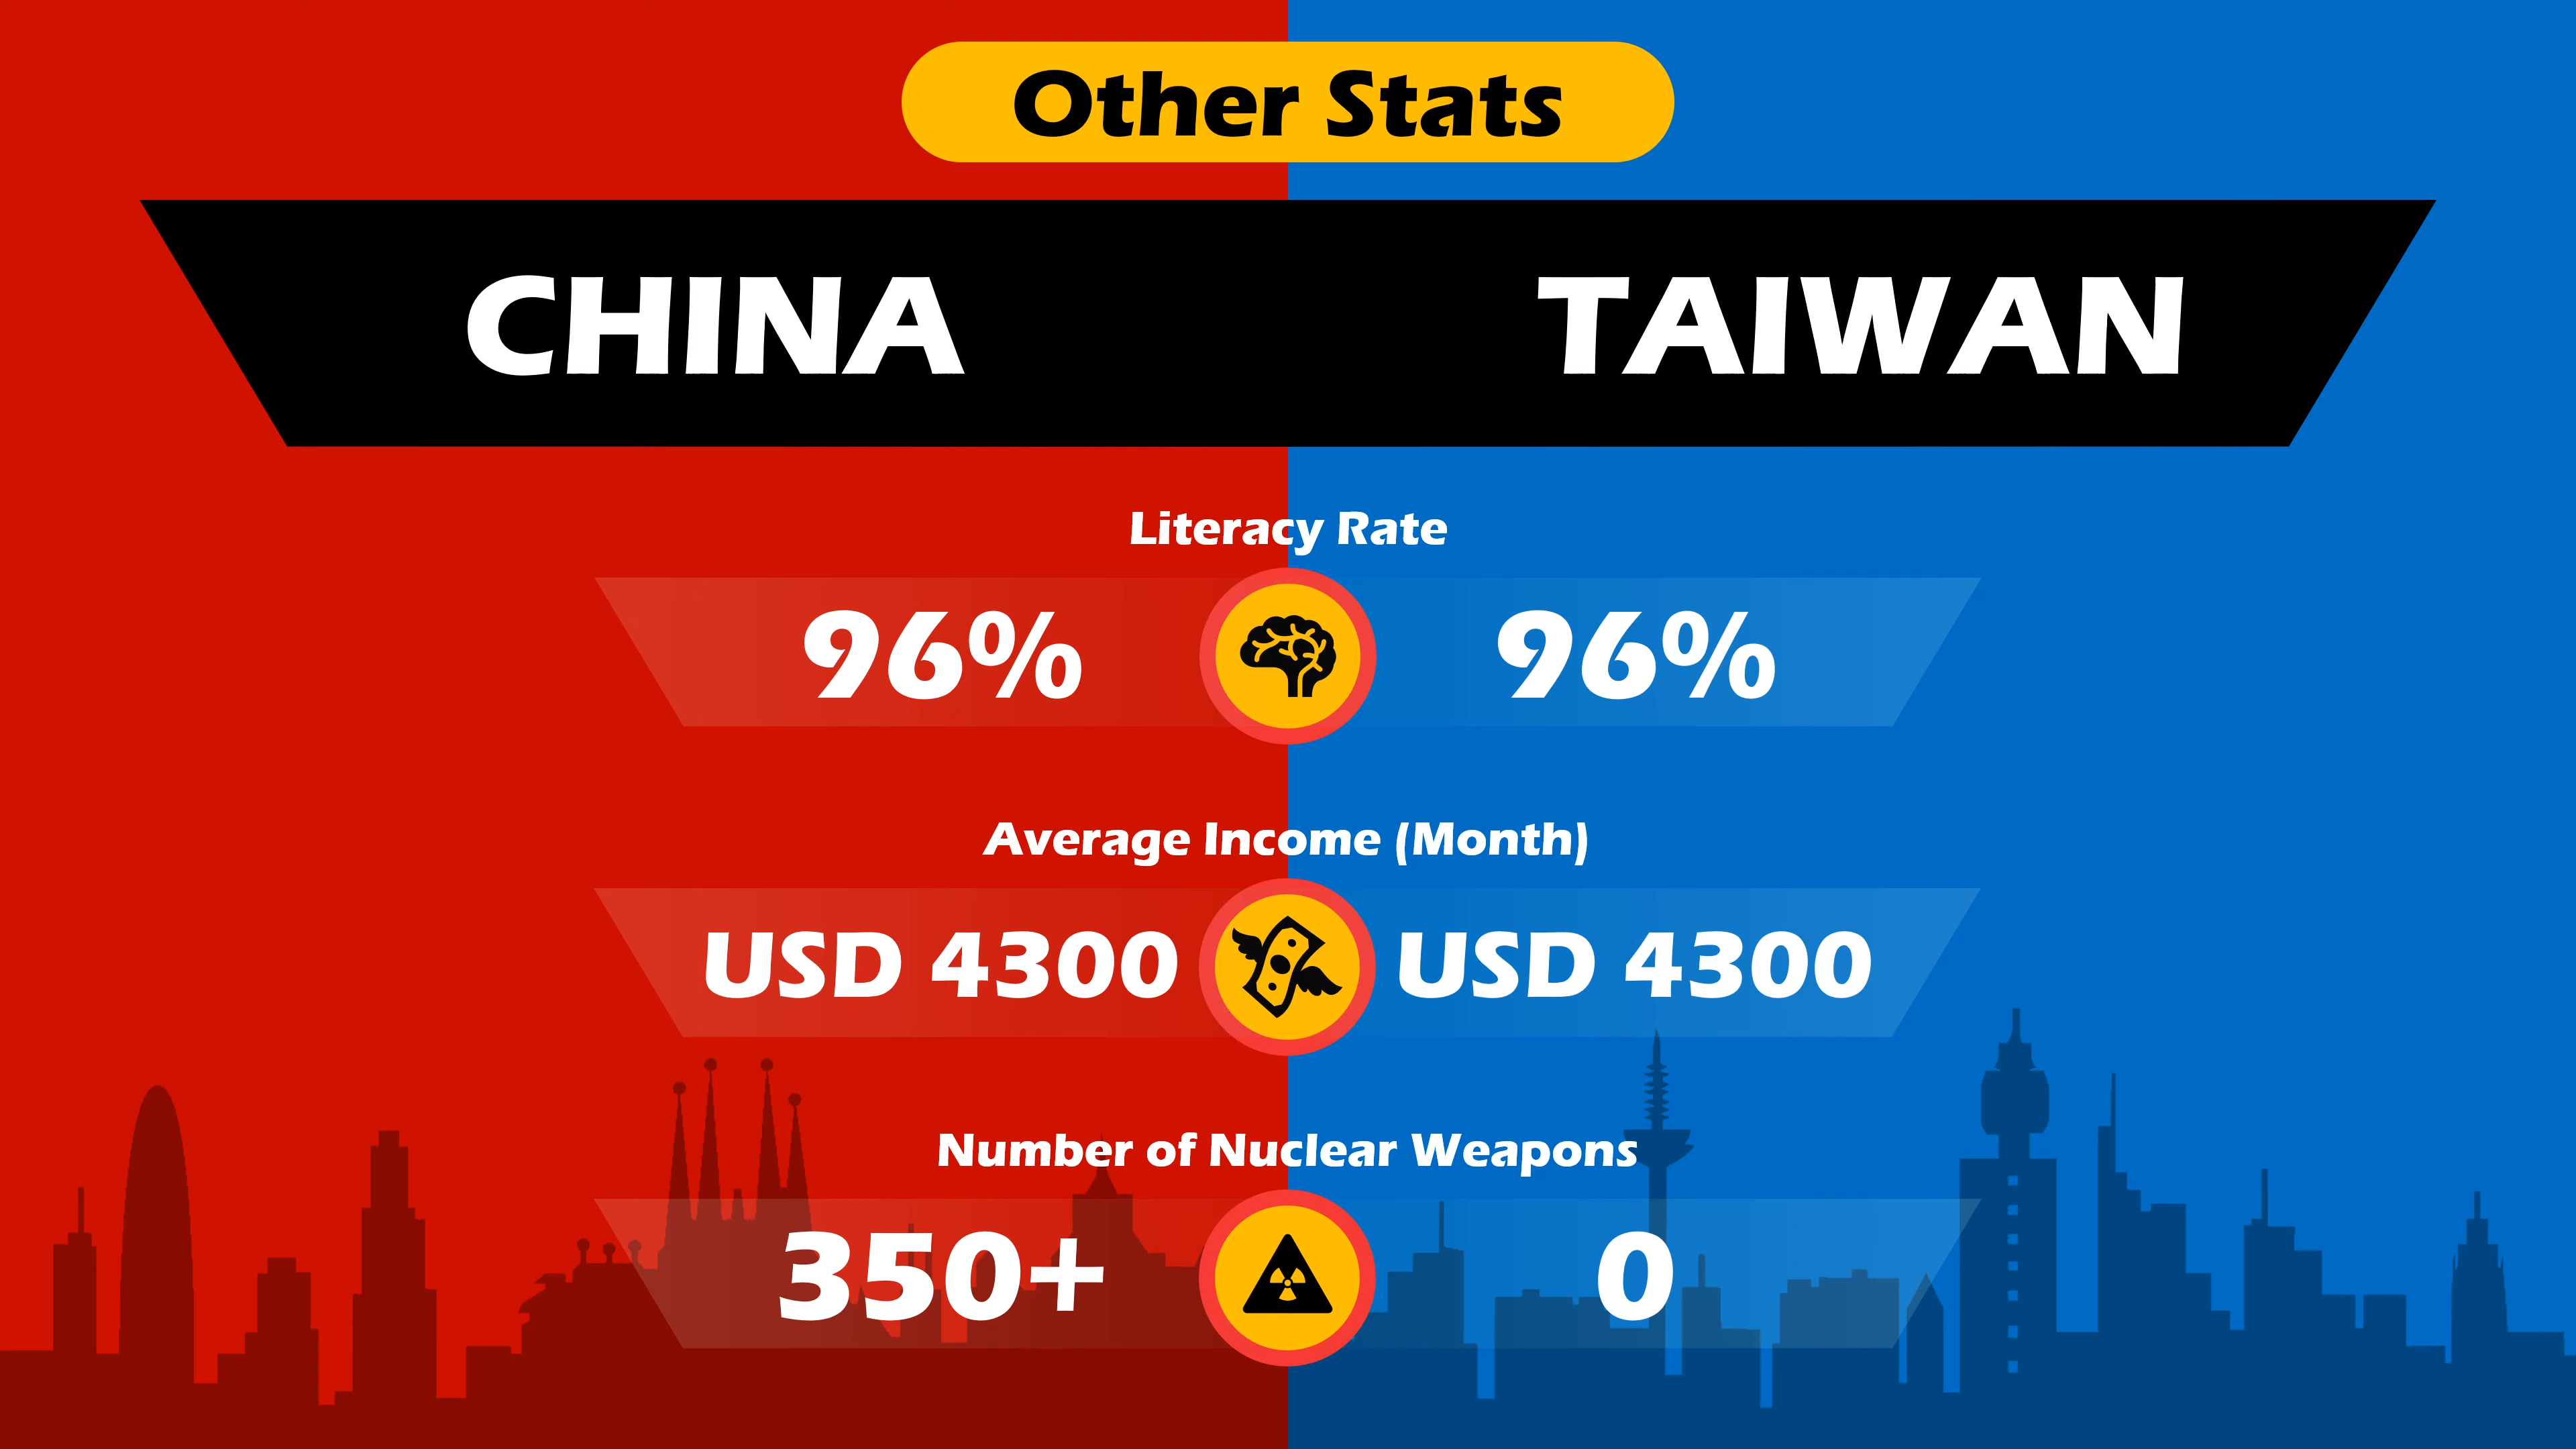 Other Stats
CHINA TAIWAN
Literacy Rate
96% 96%
Average Income (Month)
USD 4300 USD 4300
Number of Nuclear Weapons
350+ 0